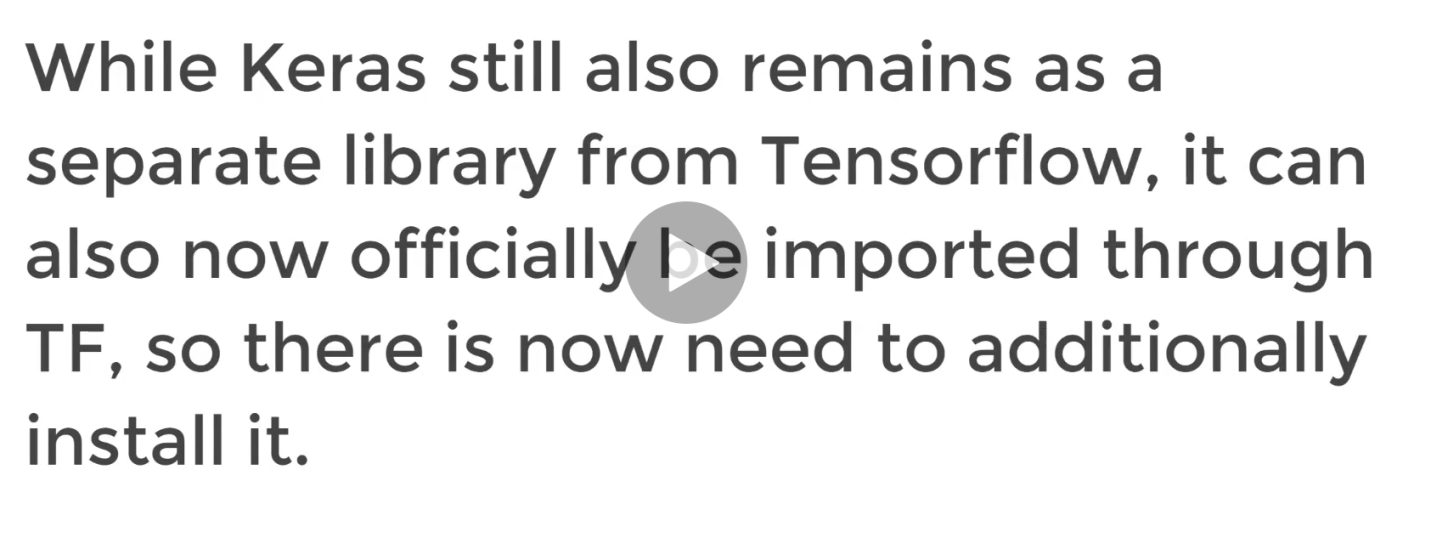 While Keras still also remains as a
separate library from Tensorflow, it can
also now officially be imported through
TF, so there is now need to additionally
install it.